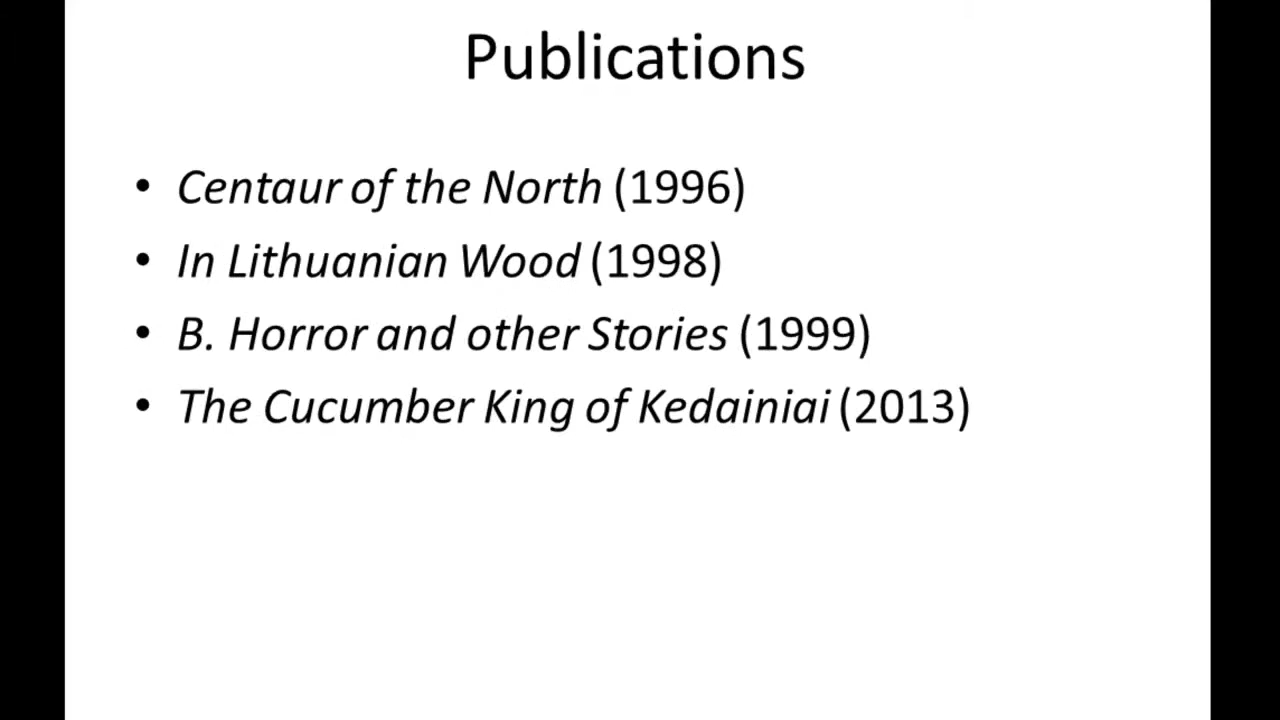 Publications
• Centaur of the North (1996)
• In Lithuanian Wood (1998)
• B. Horror and other Stories (1999)
• The Cucumber King of Kedainiai (2013)